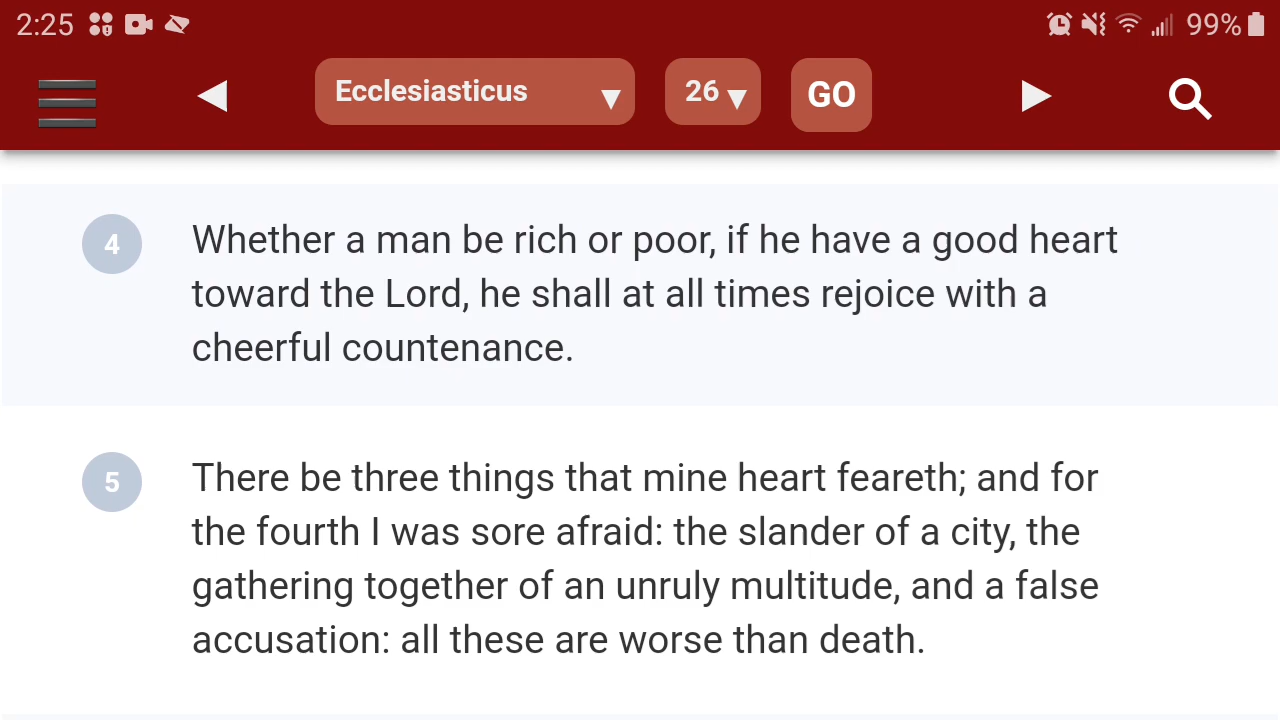 2:25 99%
Ecclesiasticus 26 GO
4 Whether a man be rich or poor, if he have a good heart
toward the Lord, he shall at all times rejoice with a
cheerful countenance.
5 There be three things that mine heart feareth; and for
the fourth I was sore afraid: the slander of a city, the
gathering together of an unruly multitude, and a false
accusation: all these are worse than death.